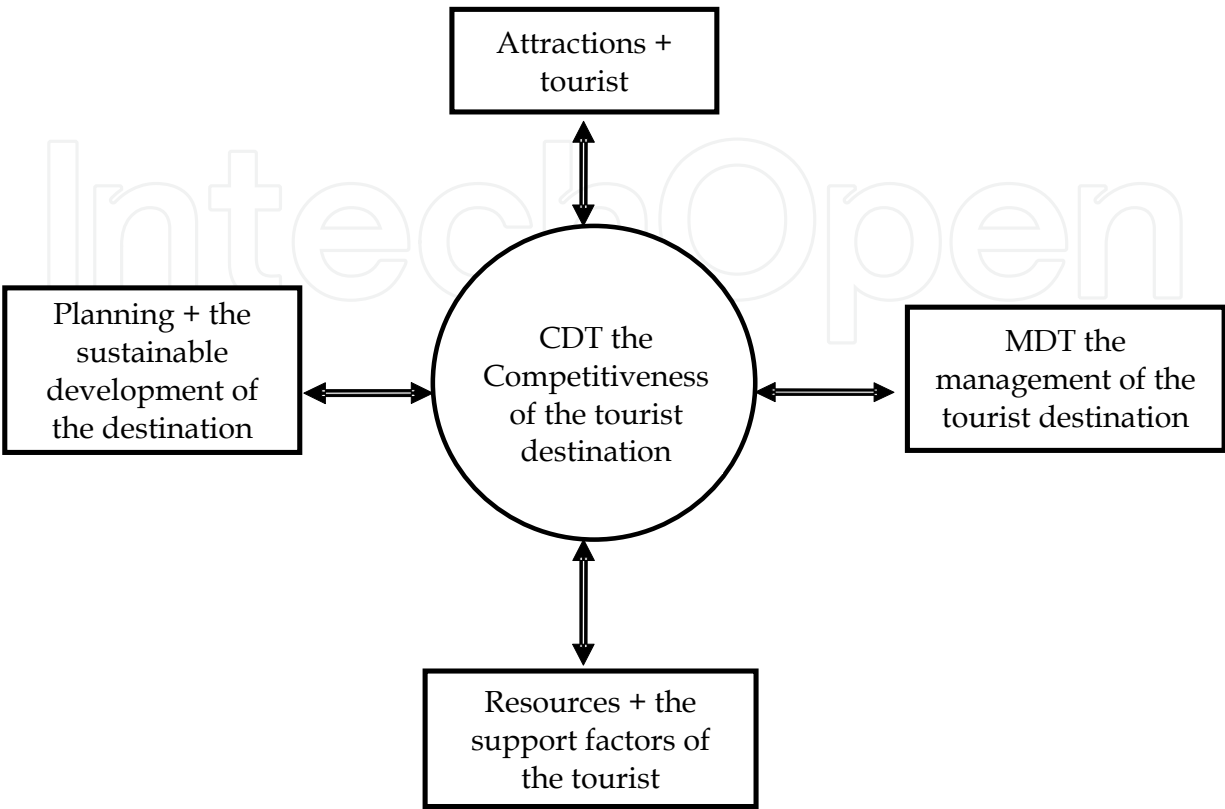 Attractions +
tourist
IntechOpen
Planning + the
sustainable
development of
the destination
CDT the
Competitiveness
of the tourist
destination
MDT the
management of the
tourist destination
Resources + the
support factors of
the tourist